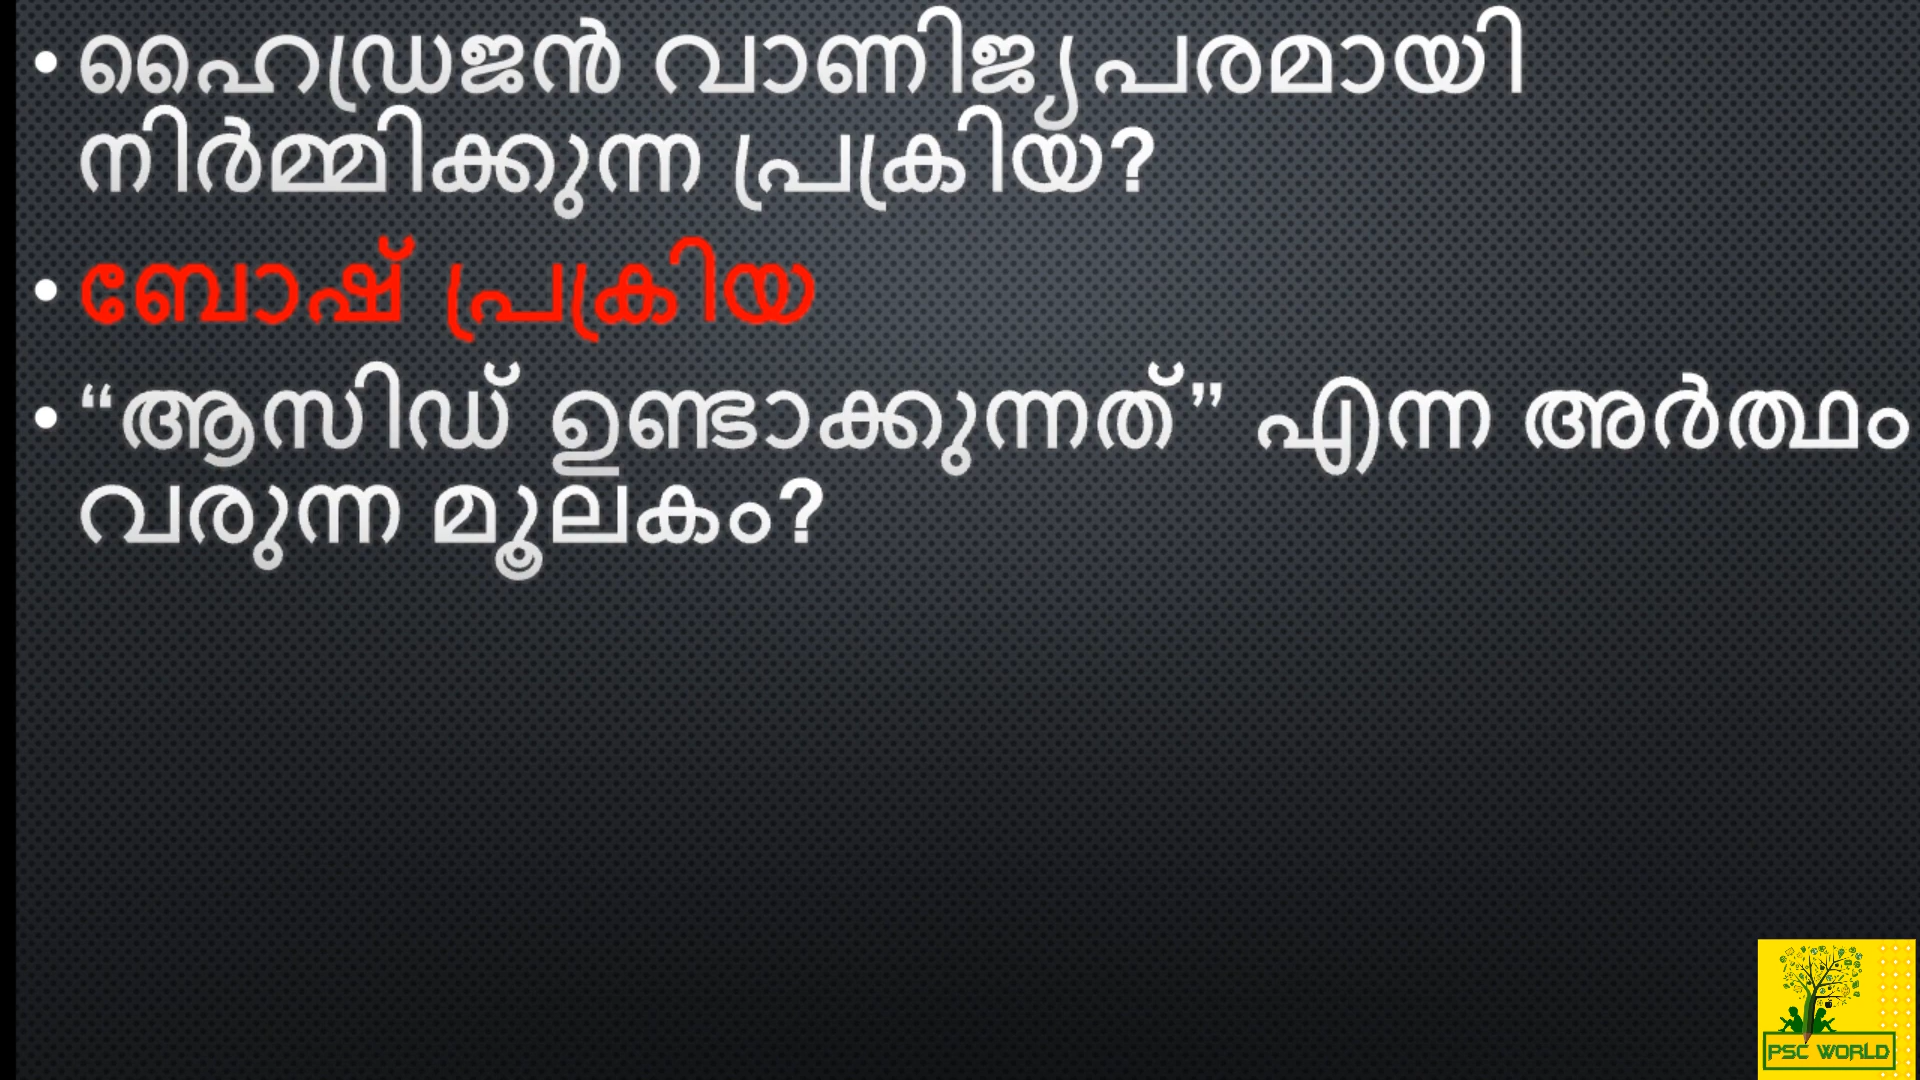 • ഹൈഡ്രജൻ വാണിജ്യപരമായി
നിർമ്മിക്കുന്ന പ്രക്രിയ?
• ബോഷ് പ്രക്രിയ
• “ആസിഡ് ഉണ്ടാക്കുന്നത്” എന്ന അർത്ഥം
വരുന്ന മൂലകം?
PSC WORLD